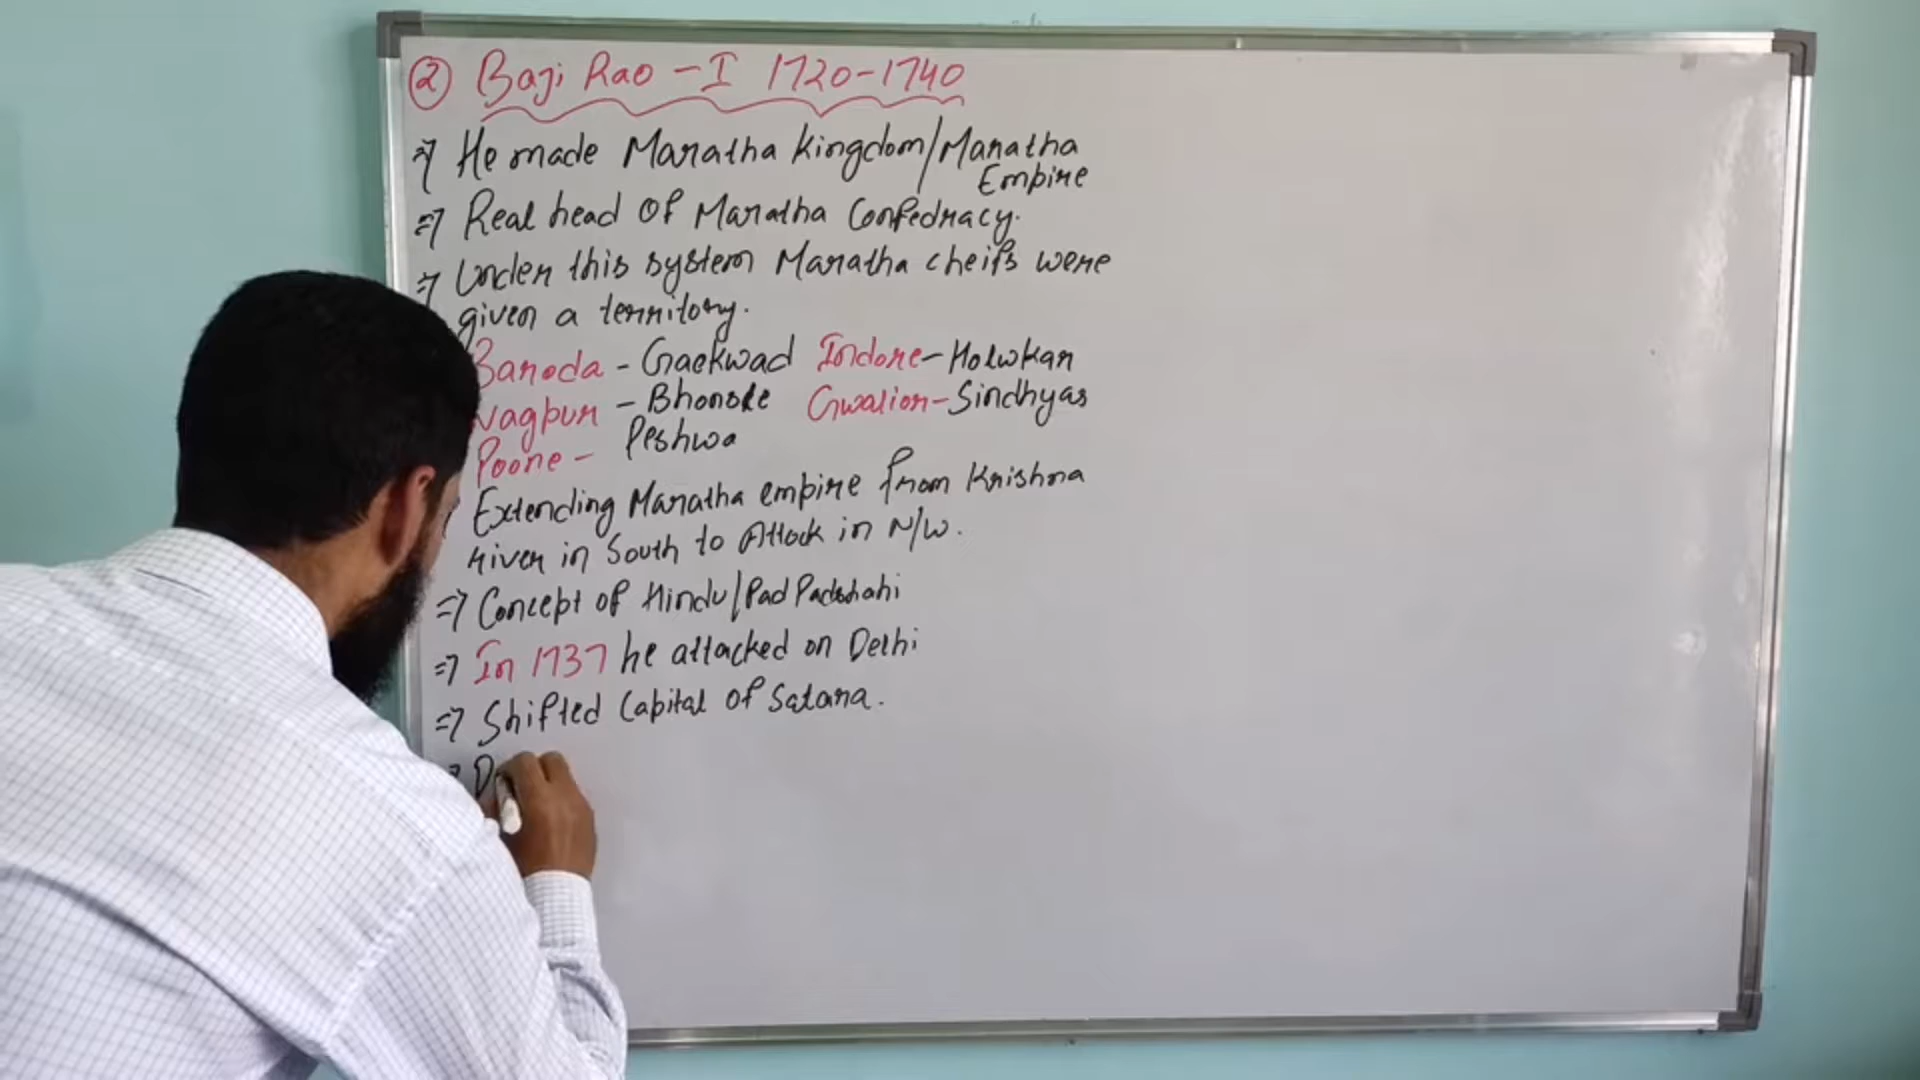 ② Baji Rao - I 1720-1740
=> He made Maratha Kingdom/Maratha
Empire
=> Real head of Maratha Confedracy.
=> Under this system Maratha cheifs were
given a territory.
Baroda - Gaekwad Indore - Holwkar
Nagpur - Bhonsle Gwalior - Sindhyas
Poone - Peshwa
Extending Maratha empire from Krishna
river in South to Attock in N/W.
=> Concept of Hindu/Pad Padshahi
=> In 1737 he attacked on Delhi
=> Shifted Capital of Satara.
=> D